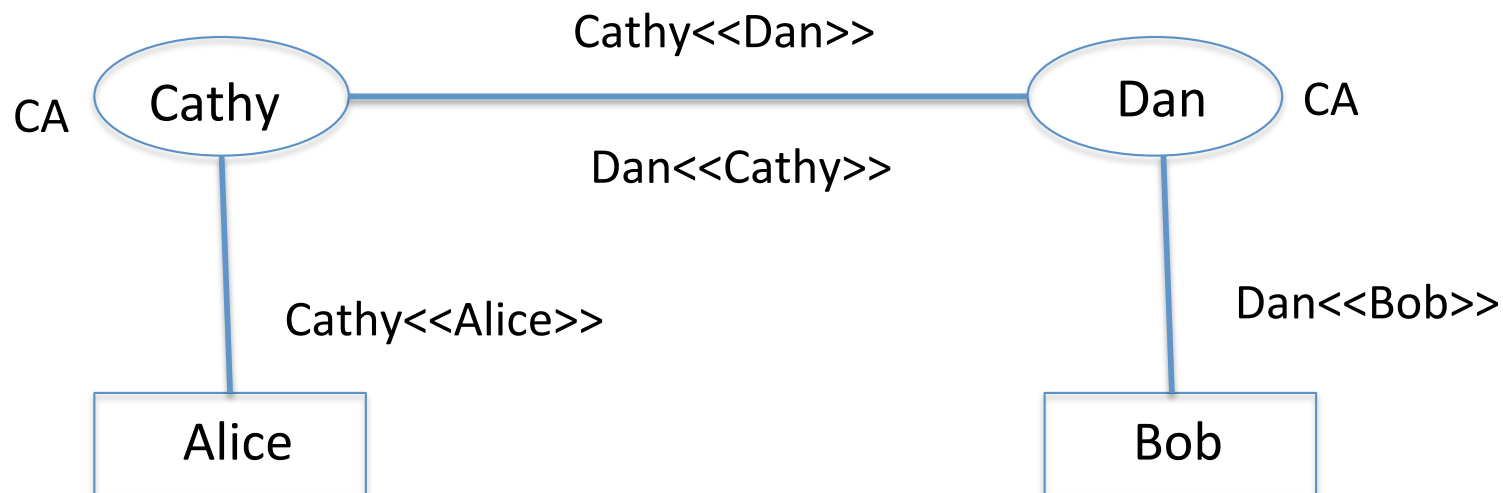 Cathy<<Dan>>
CA
Cathy
Dan
CA
Dan<<Cathy>>
Cathy<<Alice>>
Dan<<Bob>>
Alice
Bob